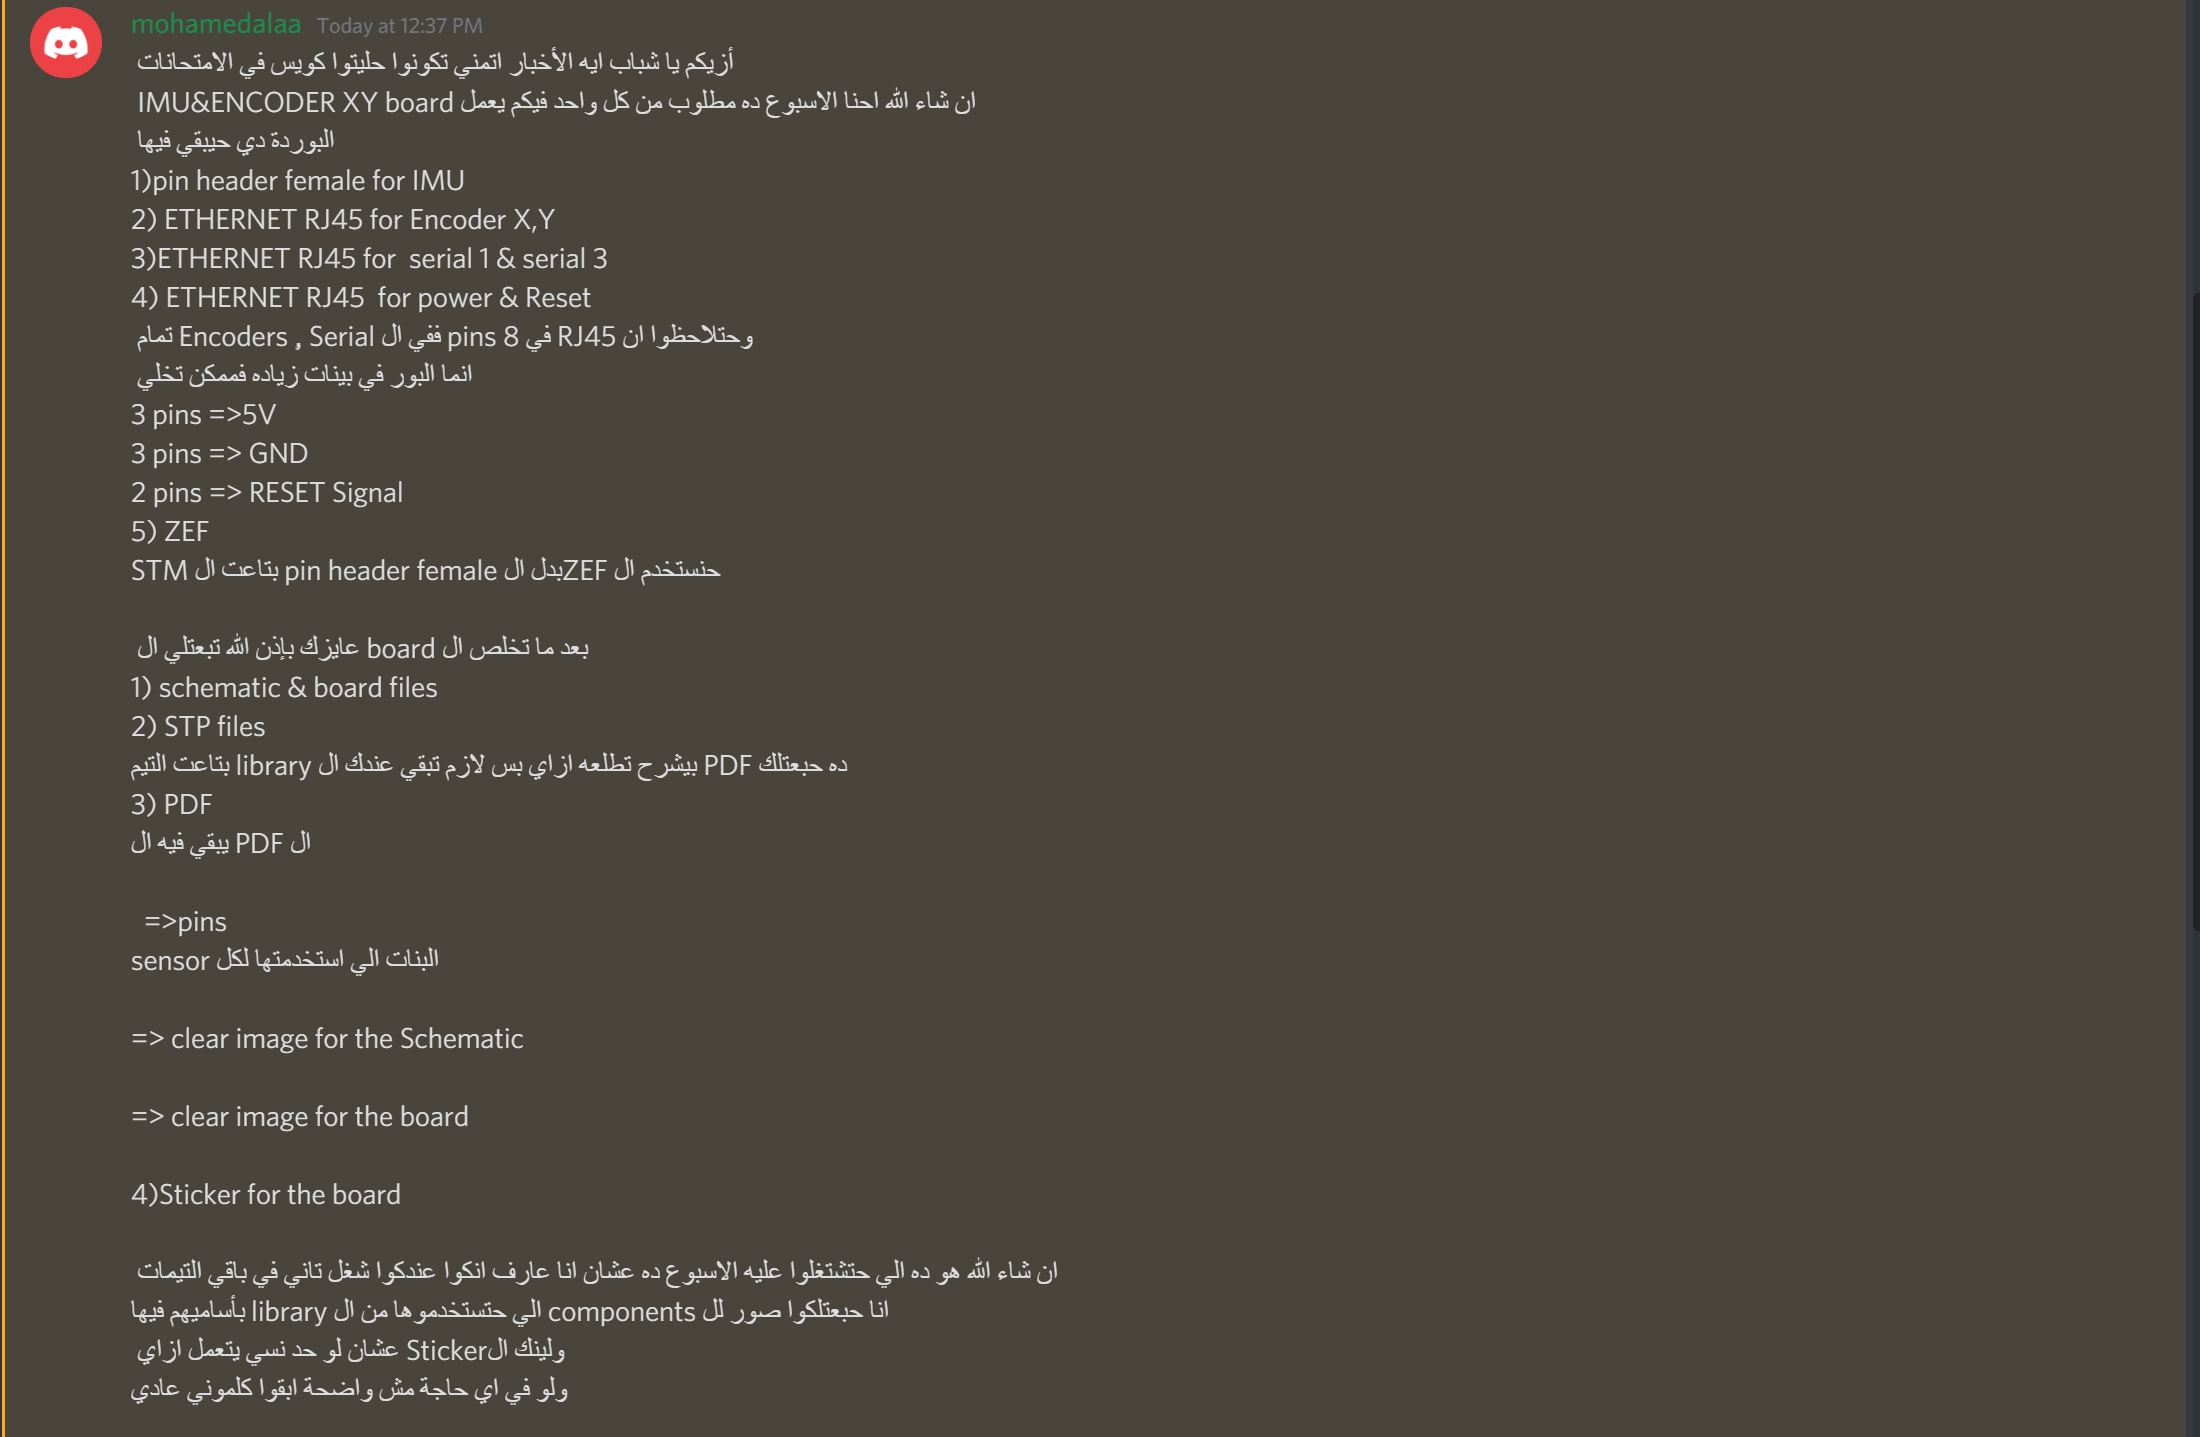 mohamedalaa Today at 12:37 PM
أزيكم يا شباب ايه الأخبار اتمني تكونوا حليتوا كويس في الامتحانات
ان شاء الله احنا الاسبوع ده مطلوب من كل واحد فيكم يعمل IMU&ENCODER XY board
البوردة دي حيبقي فيها
1)pin header female for IMU
2) ETHERNET RJ45 for Encoder X,Y
3)ETHERNET RJ45 for serial 1 & serial 3
4) ETHERNET RJ45 for power & Reset
وحتلاحظوا ان RJ45 في 8 pins ففي ال Encoders , Serial تمام
انما البور في بينات زياده فممكن تخلي
3 pins =>5V
3 pins => GND
2 pins => RESET Signal
5) ZEF
حنستخدم ال ZEFبدل ال pin header female بتاعت ال STM
بعد ما تخلص ال board عايزك بإذن الله تبعتلي ال
1) schematic & board files
2) STP files
ده حبعتلك PDF بيشرح تطلعه ازاي بس لازم تبقي عندك ال library بتاعت التيم
3) PDF
ال PDF يبقي فيه ال
=>pins
البنات الي استخدمتها لكل sensor
=> clear image for the Schematic
=> clear image for the board
4)Sticker for the board
ان شاء الله هو ده الي حتشتغلوا عليه الاسبوع ده عشان انا عارف انكوا عندكوا شغل تاني في باقي التيمات
انا حبعتلكوا صور لل components الي حتستخدموها من ال library بأساميهم فيها
ولينك الSticker عشان لو حد نسي يتعمل ازاي
ولو في اي حاجة مش واضحة ابقوا كلموني عادي